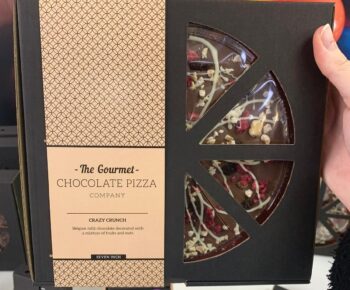 - The Gourmet -
CHOCOLATE PIZZA
COMPANY
CRAZY CRUNCH
Belgian milk chocolate decorated with
a mixture of fruits and nuts.
SEVEN INCH